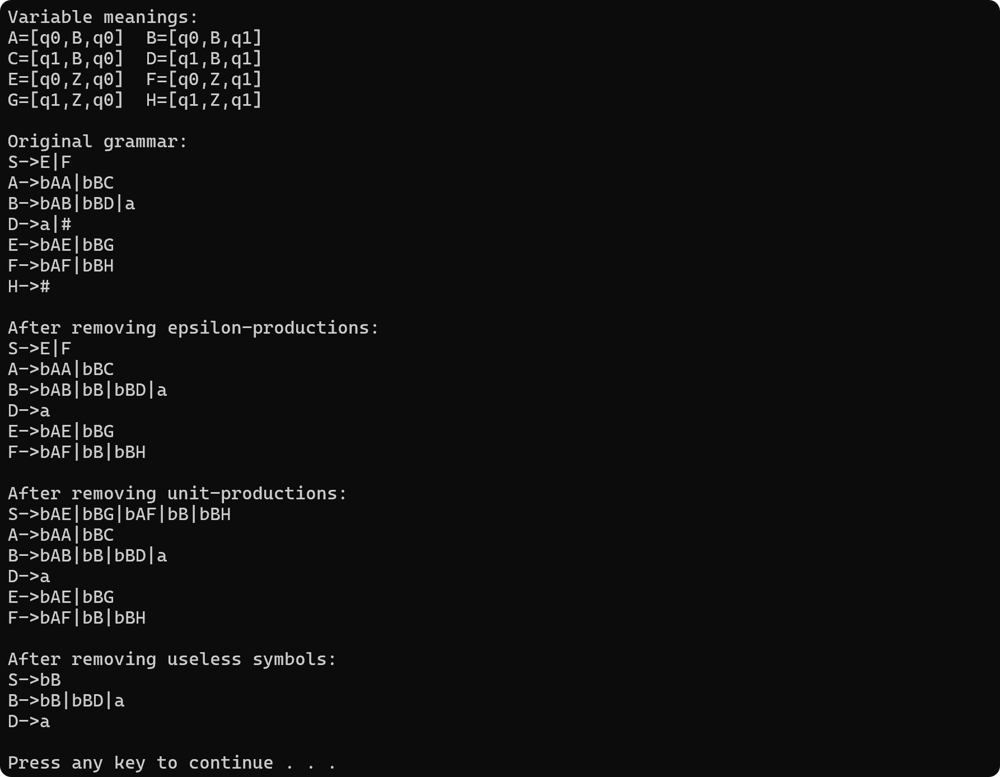 Variable meanings:
A=[q0,B,q0]  B=[q0,B,q1]
C=[q1,B,q0]  D=[q1,B,q1]
E=[q0,Z,q0]  F=[q0,Z,q1]
G=[q1,Z,q0]  H=[q1,Z,q1]

Original grammar:
S->E|F
A->bAA|bBC
B->bAB|bBD|a
D->a|#
E->bAE|bBG
F->bAF|bBH
H->#

After removing epsilon-productions:
S->E|F
A->bAA|bBC
B->bAB|bB|bBD|a
D->a
E->bAE|bBG
F->bAF|bB|bBH

After removing unit-productions:
S->bAE|bBG|bAF|bB|bBH
A->bAA|bBC
B->bAB|bB|bBD|a
D->a
E->bAE|bBG
F->bAF|bB|bBH

After removing useless symbols:
S->bB
B->bB|bBD|a
D->a

Press any key to continue . . .